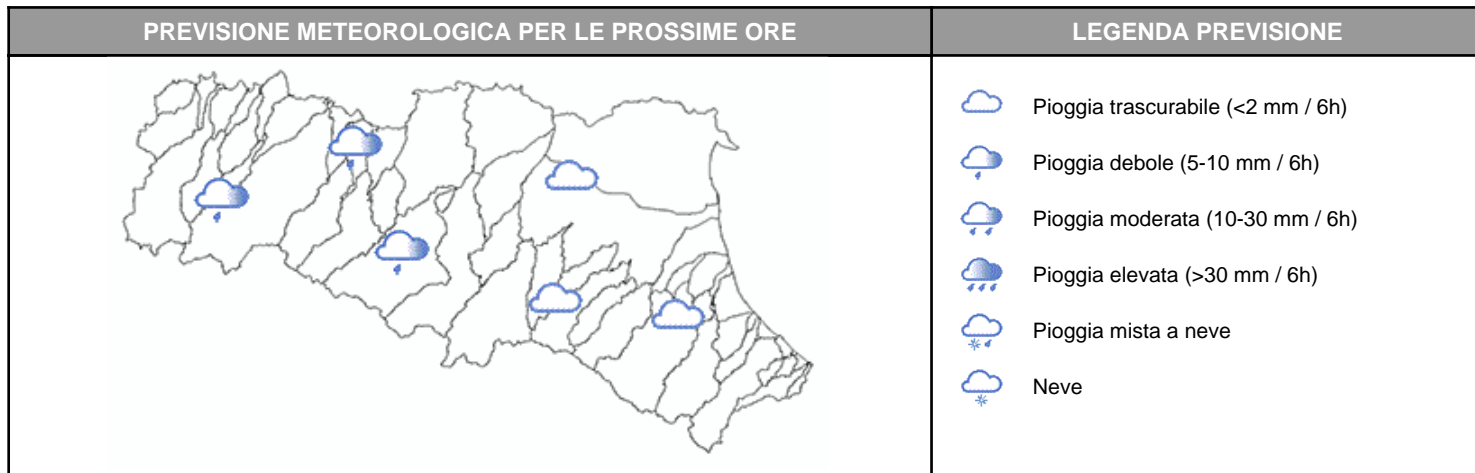 PREVISIONE METEOROLOGICA PER LE PROSSIME ORE
LEGENDA PREVISIONE
Pioggia trascurabile (<2 mm / 6h)
Pioggia debole (5-10 mm / 6h)
Pioggia moderata (10-30 mm / 6h)
Pioggia elevata (>30 mm / 6h)
Pioggia mista a neve
Neve